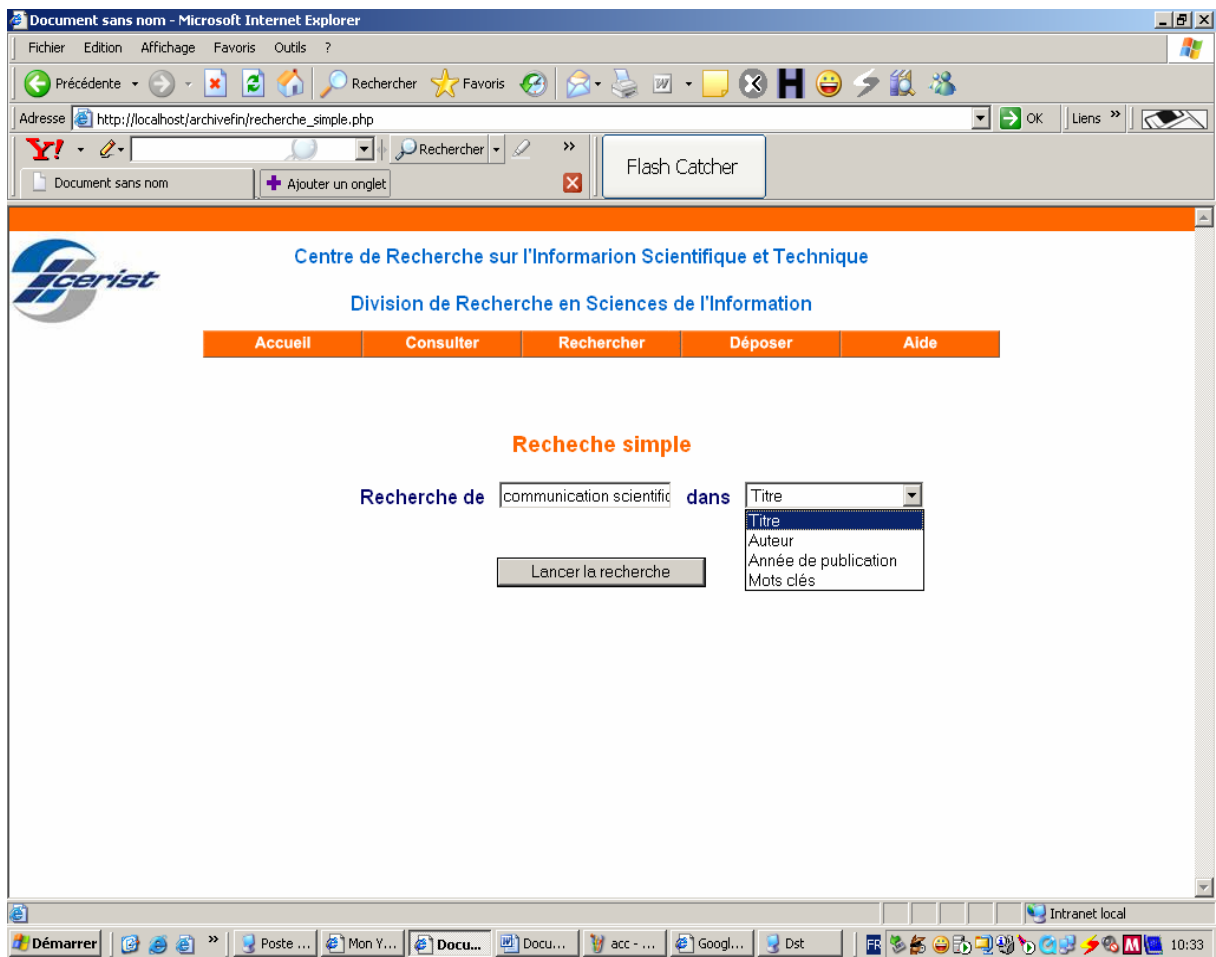 Document sans nom - Microsoft Internet Explorer
Fichier Edition Affichage Favoris Outils ?
Précédente Rechercher Favoris
Adresse http://localhost/archivefin/recherche_simple.php OK Liens »
Y! Rechercher »
Flash Catcher
Document sans nom Ajouter un onglet
cerist
Centre de Recherche sur l'Informarion Scientifique et Technique
Division de Recherche en Sciences de l'Information
Accueil Consulter Rechercher Déposer Aide
Recheche simple
Recherche de communication scientific dans Titre
Titre
Auteur
Année de publication
Mots clés
Lancer la recherche
Intranet local
Démarrer » Poste ... Mon Y... Docu... Docu... acc - ... Googl... Dst FR 10:33